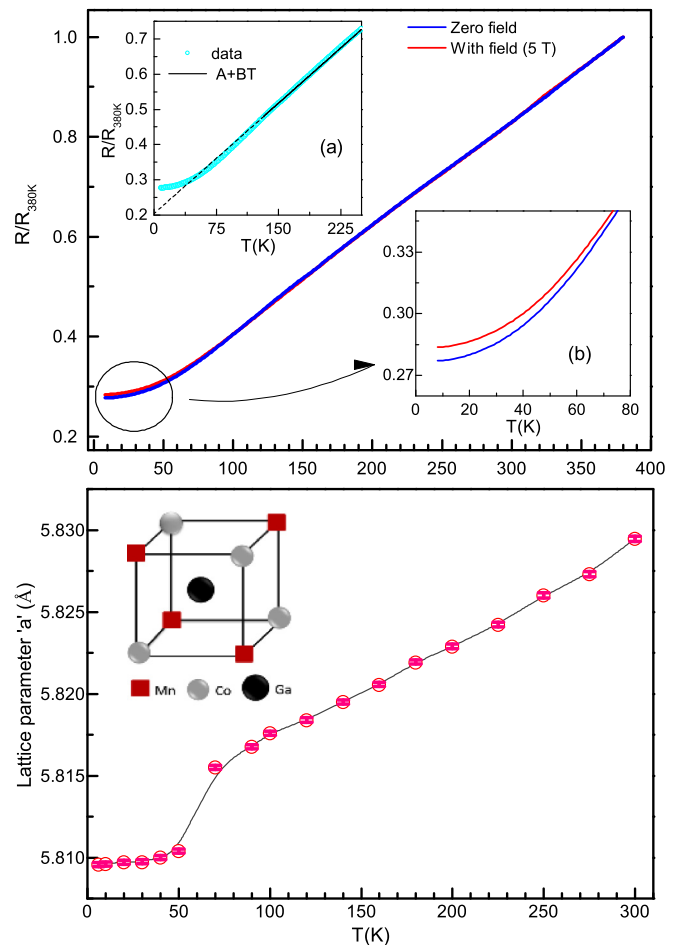 Zero field
With field (5 T)
R/R380K
1.0
0.8
0.6
0.4
0.2
0 50 100 150 200 250 300 350 400
data
A+BT
(a)
R/R380K
0.7
0.6
0.5
0.4
0.3
0.2
75 150 225
T(K)
(b)
0.33
0.30
0.27
0 20 40 60 80
T(K)
Lattice parameter 'a' (Å)
5.830
5.825
5.820
5.815
5.810
Mn Co Ga
0 50 100 150 200 250 300
T(K)